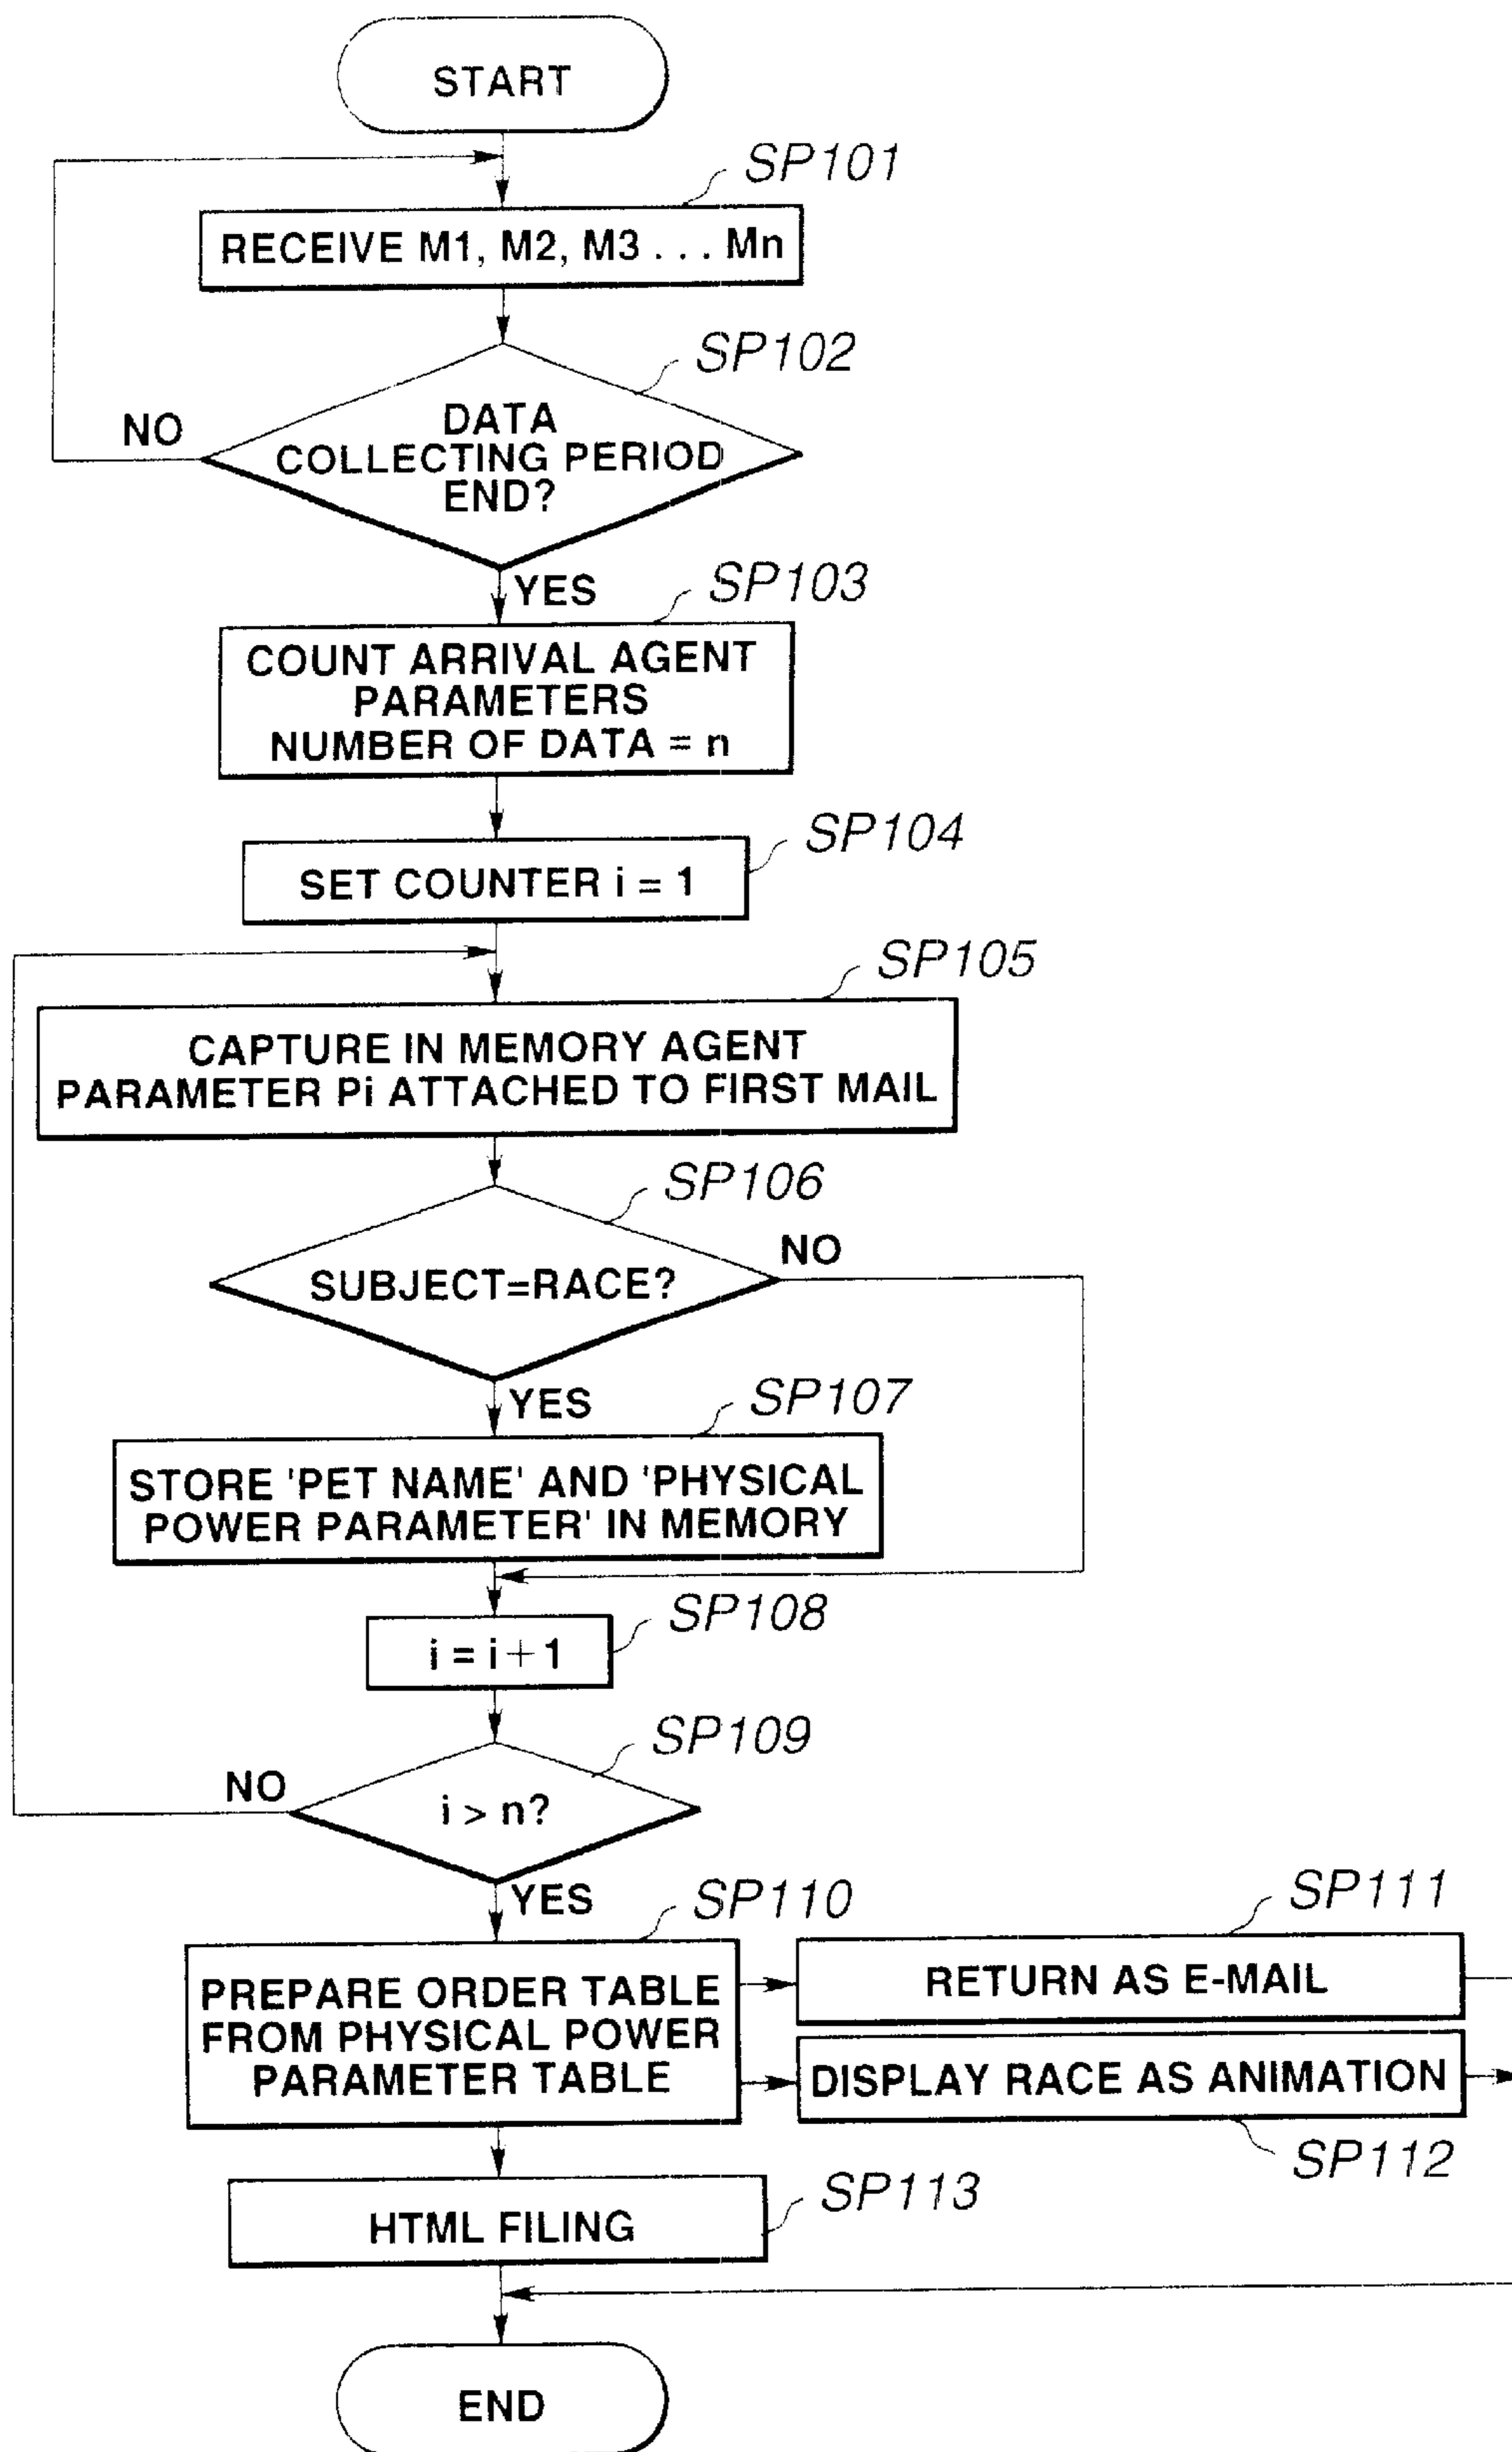 START
SP101
RECEIVE M1, M2, M3 . . . Mn
SP102
DATA
COLLECTING PERIOD
END?
NO
YES
SP103
COUNT ARRIVAL AGENT
PARAMETERS
NUMBER OF DATA = n
SP104
SET COUNTER i = 1
SP105
CAPTURE IN MEMORY AGENT
PARAMETER Pi ATTACHED TO FIRST MAIL
SP106
SUBJECT=RACE?
NO
YES
SP107
STORE 'PET NAME' AND 'PHYSICAL
POWER PARAMETER' IN MEMORY
SP108
i = i + 1
SP109
NO
i > n?
YES
SP110
PREPARE ORDER TABLE
FROM PHYSICAL POWER
PARAMETER TABLE
SP111
RETURN AS E-MAIL
DISPLAY RACE AS ANIMATION
SP112
SP113
HTML FILING
END